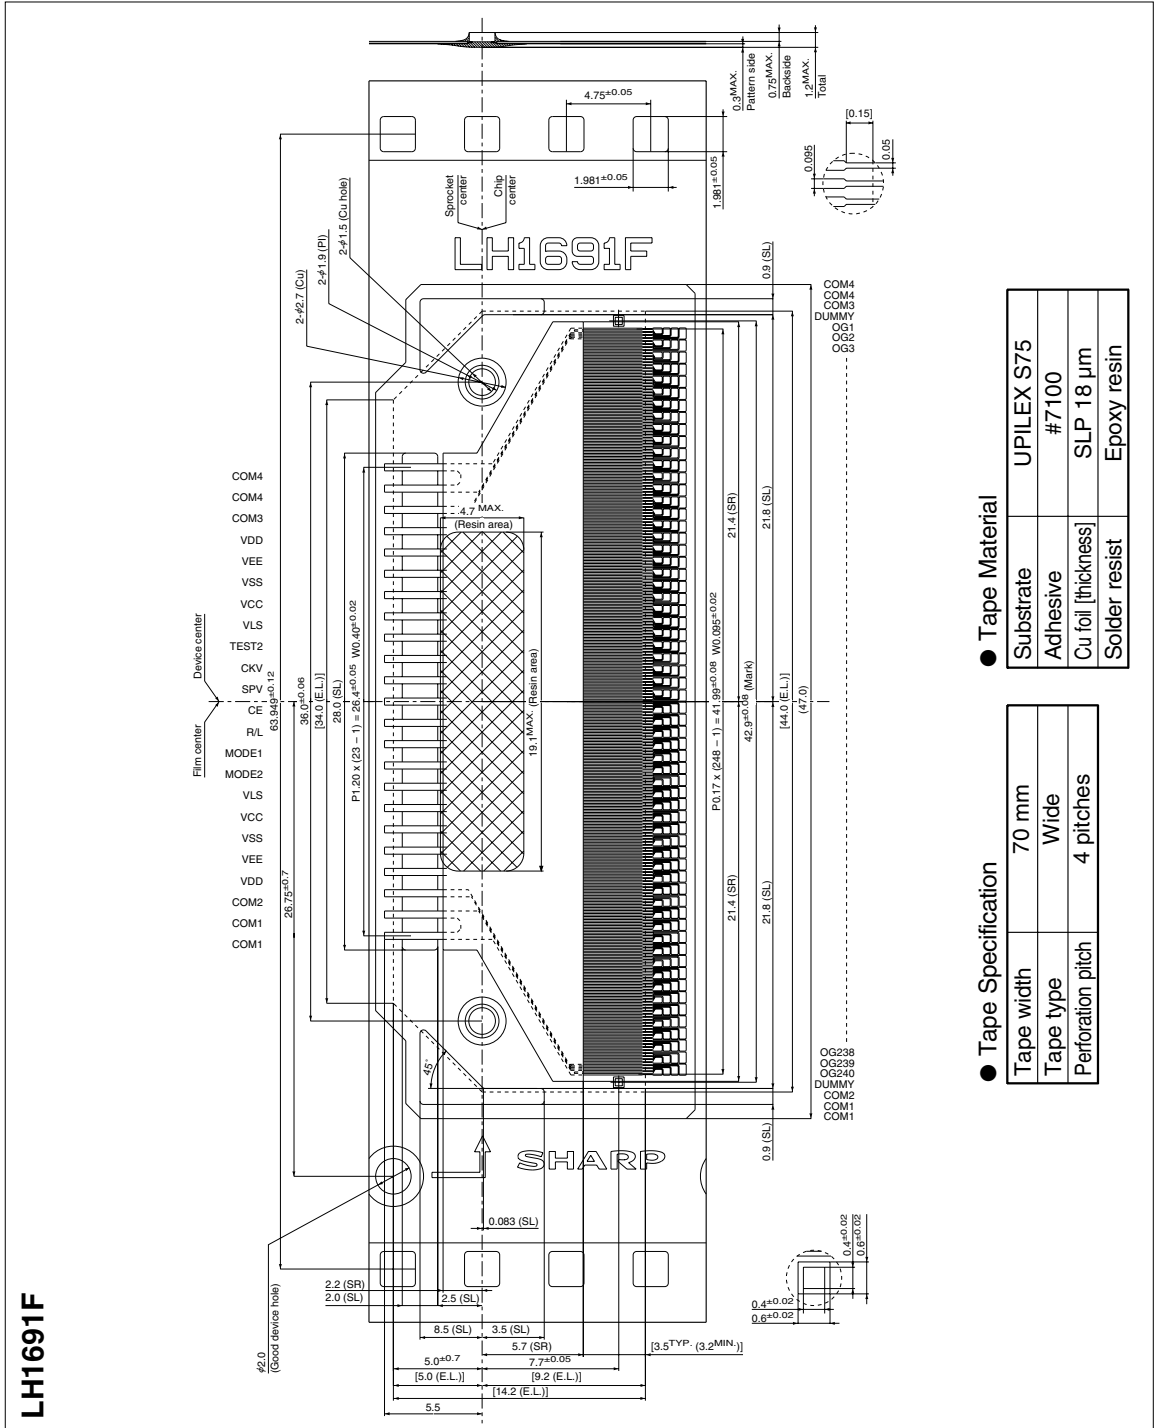 LH1691F
0.3MAX.
Pattern side
0.75MAX.
Backside
1.2MAX.
Total
4.75±0.05
1.981±0.05
1.981±0.05
[0.15]
0.095
0.05
Sprocket
center
Chip
center
2-φ1.5 (Cu hole)
2-φ1.9 (PI)
2-φ2.7 (Cu)
LH1691F
0.9 (SL)
COM4
COM4
COM3
DUMMY
OG1
OG2
OG3
COM4
COM4
COM3
VDD
VEE
VSS
VCC
VLS
TEST2
CKV
SPV
CE
R/L
MODE1
MODE2
VLS
VCC
VSS
VEE
VDD
COM2
COM1
COM1
Film center
Device center
63.949±0.12
36.0±0.06
[34.0 (E.L.)]
28.0 (SL)
P1.20 x (23 – 1) = 26.4±0.05 W0.40±0.02
4.7 MAX.
(Resin area)
19.1MAX. (Resin area)
21.4 (SR)
21.8 (SL)
P0.17 x (248 – 1) = 41.99±0.08 W0.095±0.02
42.9±0.08 (Mark)
[44.0 (E.L.)]
(47.0)
21.4 (SR)
21.8 (SL)
26.75±0.7
OG238
OG239
OG240
DUMMY
COM2
COM1
COM1
45°
0.9 (SL)
SHARP
0.083 (SL)
φ2.0
(Good device hole)
2.2 (SR)
2.0 (SL)
2.5 (SL)
8.5 (SL)
3.5 (SL)
5.7 (SR)
[3.5TYP. (3.2MIN.)]
5.0±0.7
7.7±0.05
[5.0 (E.L.)]
[9.2 (E.L.)]
[14.2 (E.L.)]
5.5
0.4±0.02
0.6±0.02
0.4±0.02
0.6±0.02
● Tape Specification
Tape width 70 mm
Tape type Wide
Perforation pitch 4 pitches
● Tape Material
Substrate UPILEX S75
Adhesive #7100
Cu foil [thickness] SLP 18 µm
Solder resist Epoxy resin